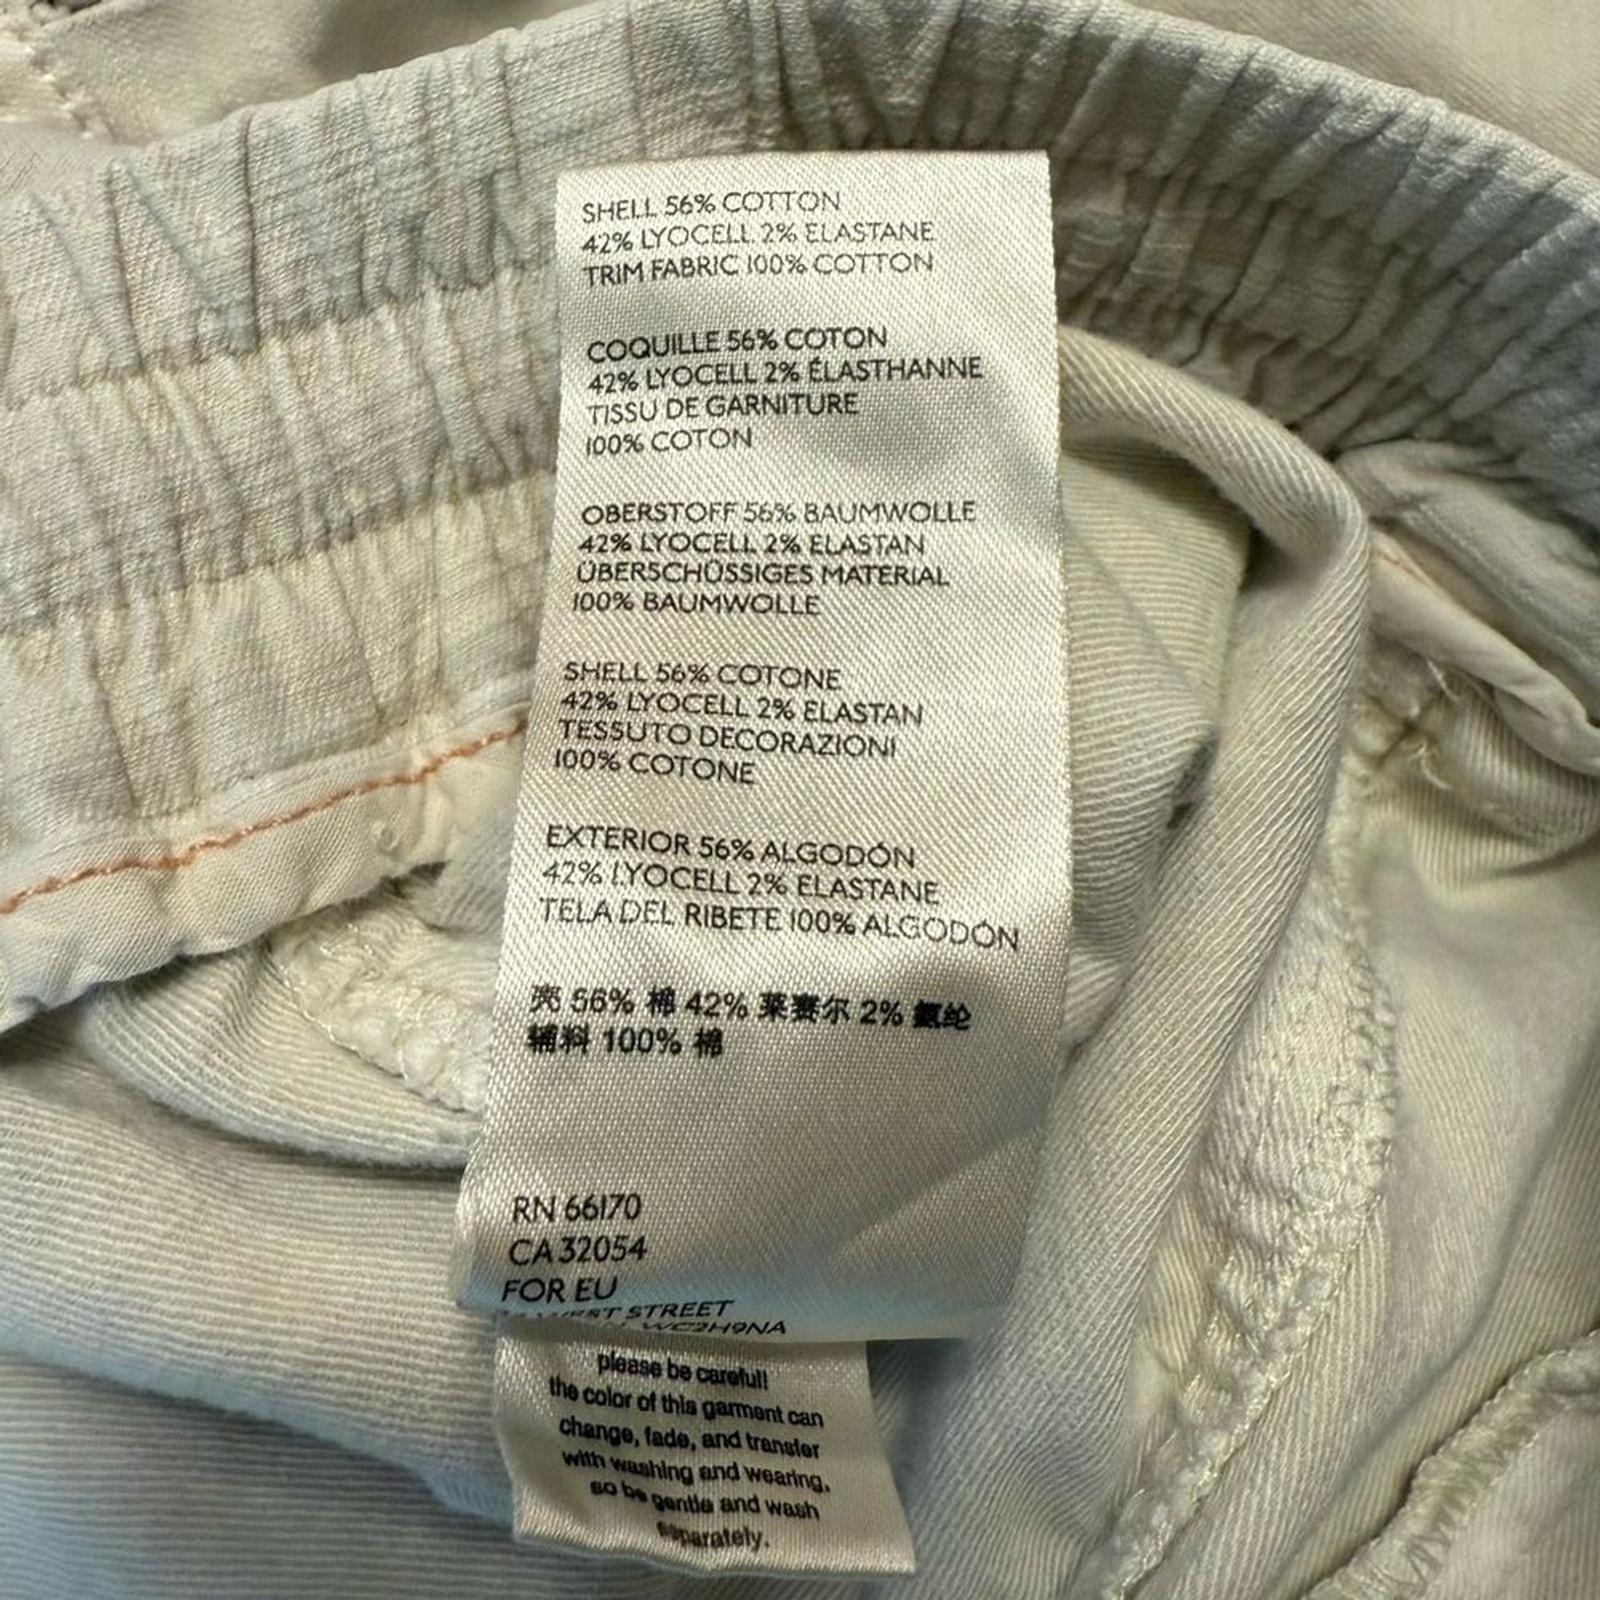 SHELL 56% COTTON
42% LYOCELL 2% ELASTANE
TRIM FABRIC 100% COTTON
COQUILLE 56% COTON
42% LYOCELL 2% ÉLASTHANNE
TISSU DE GARNITURE
100% COTON
OBERSTOFF 56% BAUMWOLLE
42% LYOCELL 2% ELASTAN
ÜBERSCHÜSSIGES MATERIAL
100% BAUMWOLLE
SHELL 56% COTONE
42% LYOCELL 2% ELASTAN
TESSUTO DECORAZIONI
100% COTONE
EXTERIOR 56% ALGODÓN
42% LYOCELL 2% ELASTANE
TELA DEL RIBETE 100% ALGODÓN
壳 56% 棉 42% 莱赛尔 2% 氨纶
辅料 100% 棉
RN 66170
CA 32054
FOR EU
WEST STREET
WC2H9NA
please be careful!
the color of this garment can
change, fade, and transfer
with washing and wearing,
so be gentle and wash
separately.